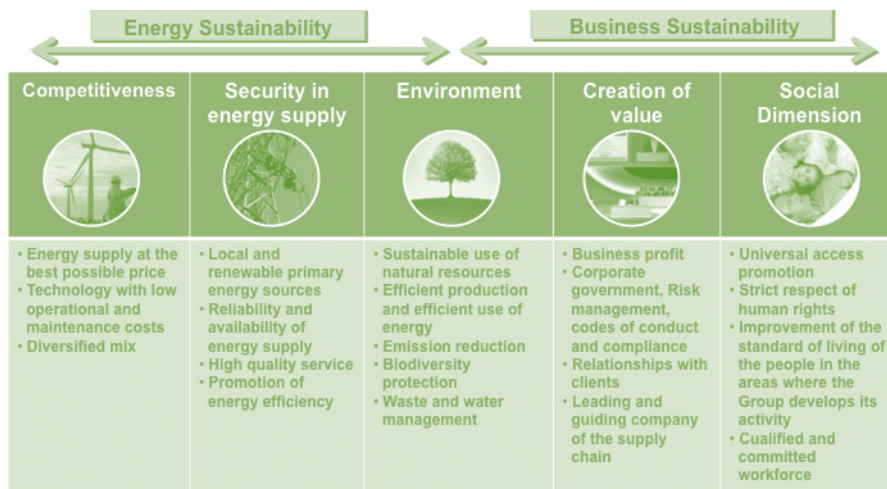 Energy Sustainability
Business Sustainability
Competitiveness
• Energy supply at the
best possible price
• Technology with low
operational and
maintenance costs
• Diversified mix
Security in
energy supply
• Local and
renewable primary
energy sources
• Reliability and
availability of
energy supply
• High quality service
• Promotion of
energy efficiency
Environment
• Sustainable use of
natural resources
• Efficient production
and efficient use of
energy
• Emission reduction
• Biodiversity
protection
• Waste and water
management
Creation of
value
• Business profit
• Corporate
government, Risk
management,
codes of conduct
and compliance
• Relationships with
clients
• Leading and
guiding company
of the supply
chain
Social
Dimension
• Universal access
promotion
• Strict respect of
human rights
• Improvement of the
standard of living of
the people in the
areas where the
Group develops its
activity
• Cualified and
committed
workforce